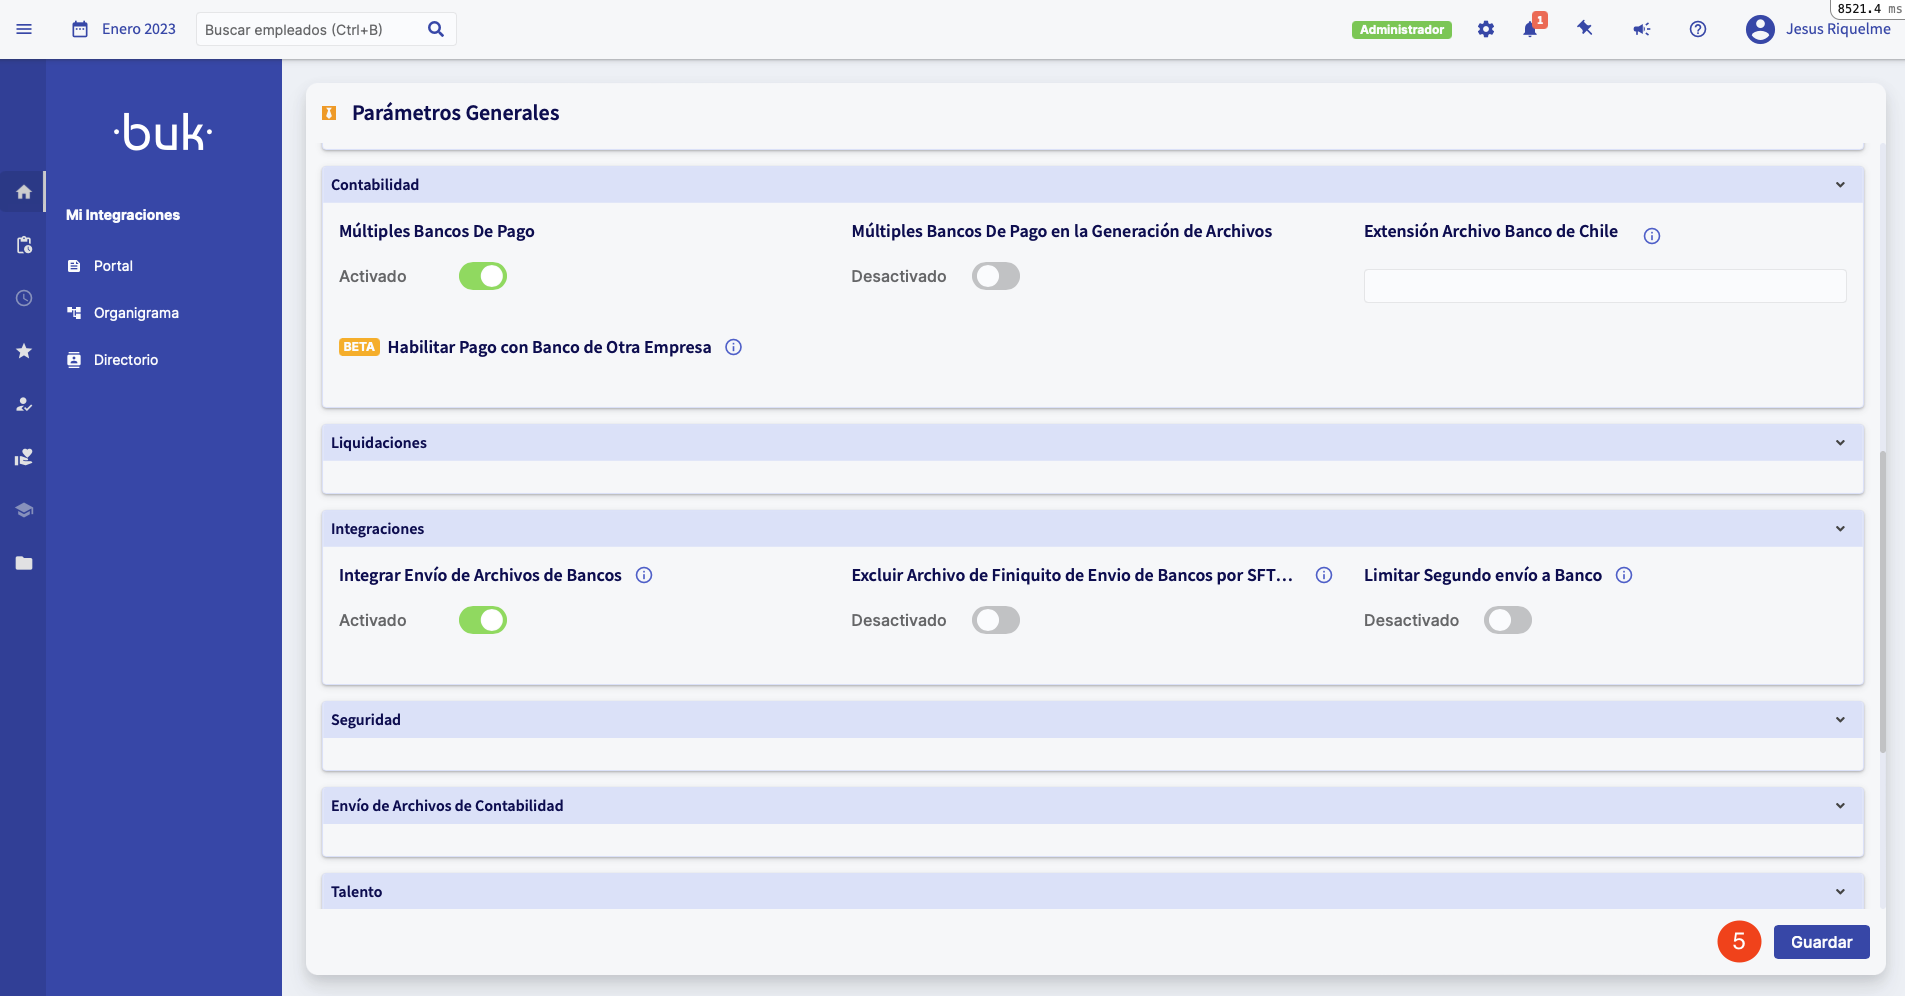 Enero 2023
Buscar empleados (Ctrl+B)
Administrador
1
8521.4 ms
Jesus Riquelme
·buk·
Mi Integraciones
Portal
Organigrama
Directorio
Parámetros Generales
Contabilidad
Múltiples Bancos De Pago
Múltiples Bancos De Pago en la Generación de Archivos
Extensión Archivo Banco de Chile
Activado
Desactivado
BETA Habilitar Pago con Banco de Otra Empresa
Liquidaciones
Integraciones
Integrar Envío de Archivos de Bancos
Excluir Archivo de Finiquito de Envio de Bancos por SFT...
Limitar Segundo envío a Banco
Activado
Desactivado
Desactivado
Seguridad
Envío de Archivos de Contabilidad
Talento
5
Guardar